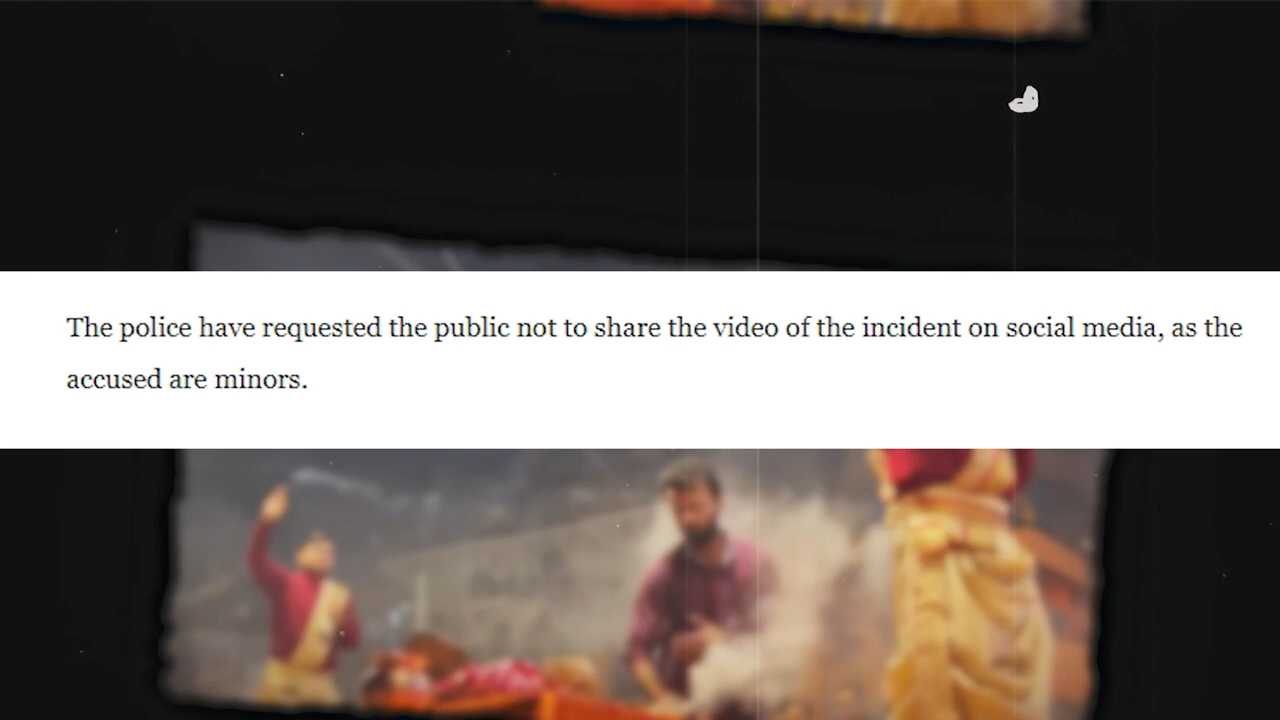 The police have requested the public not to share the video of the incident on social media, as the
accused are minors.